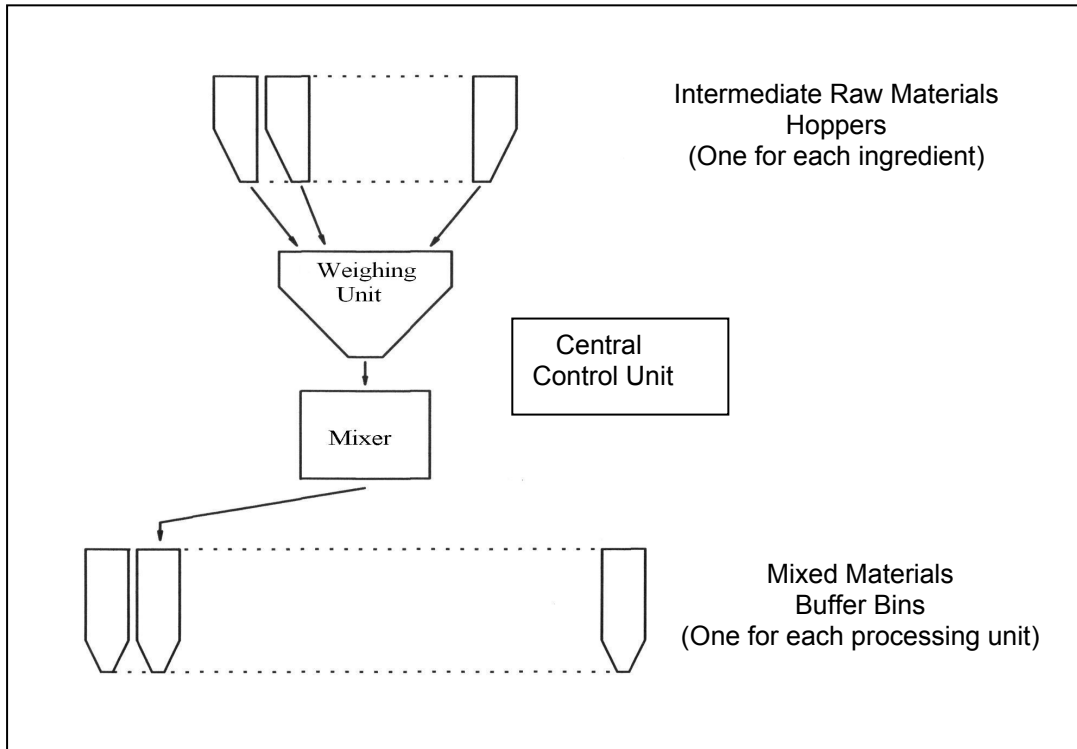 Intermediate Raw Materials
Hoppers
(One for each ingredient)
Weighing
Unit
Central
Control Unit
Mixer
Mixed Materials
Buffer Bins
(One for each processing unit)